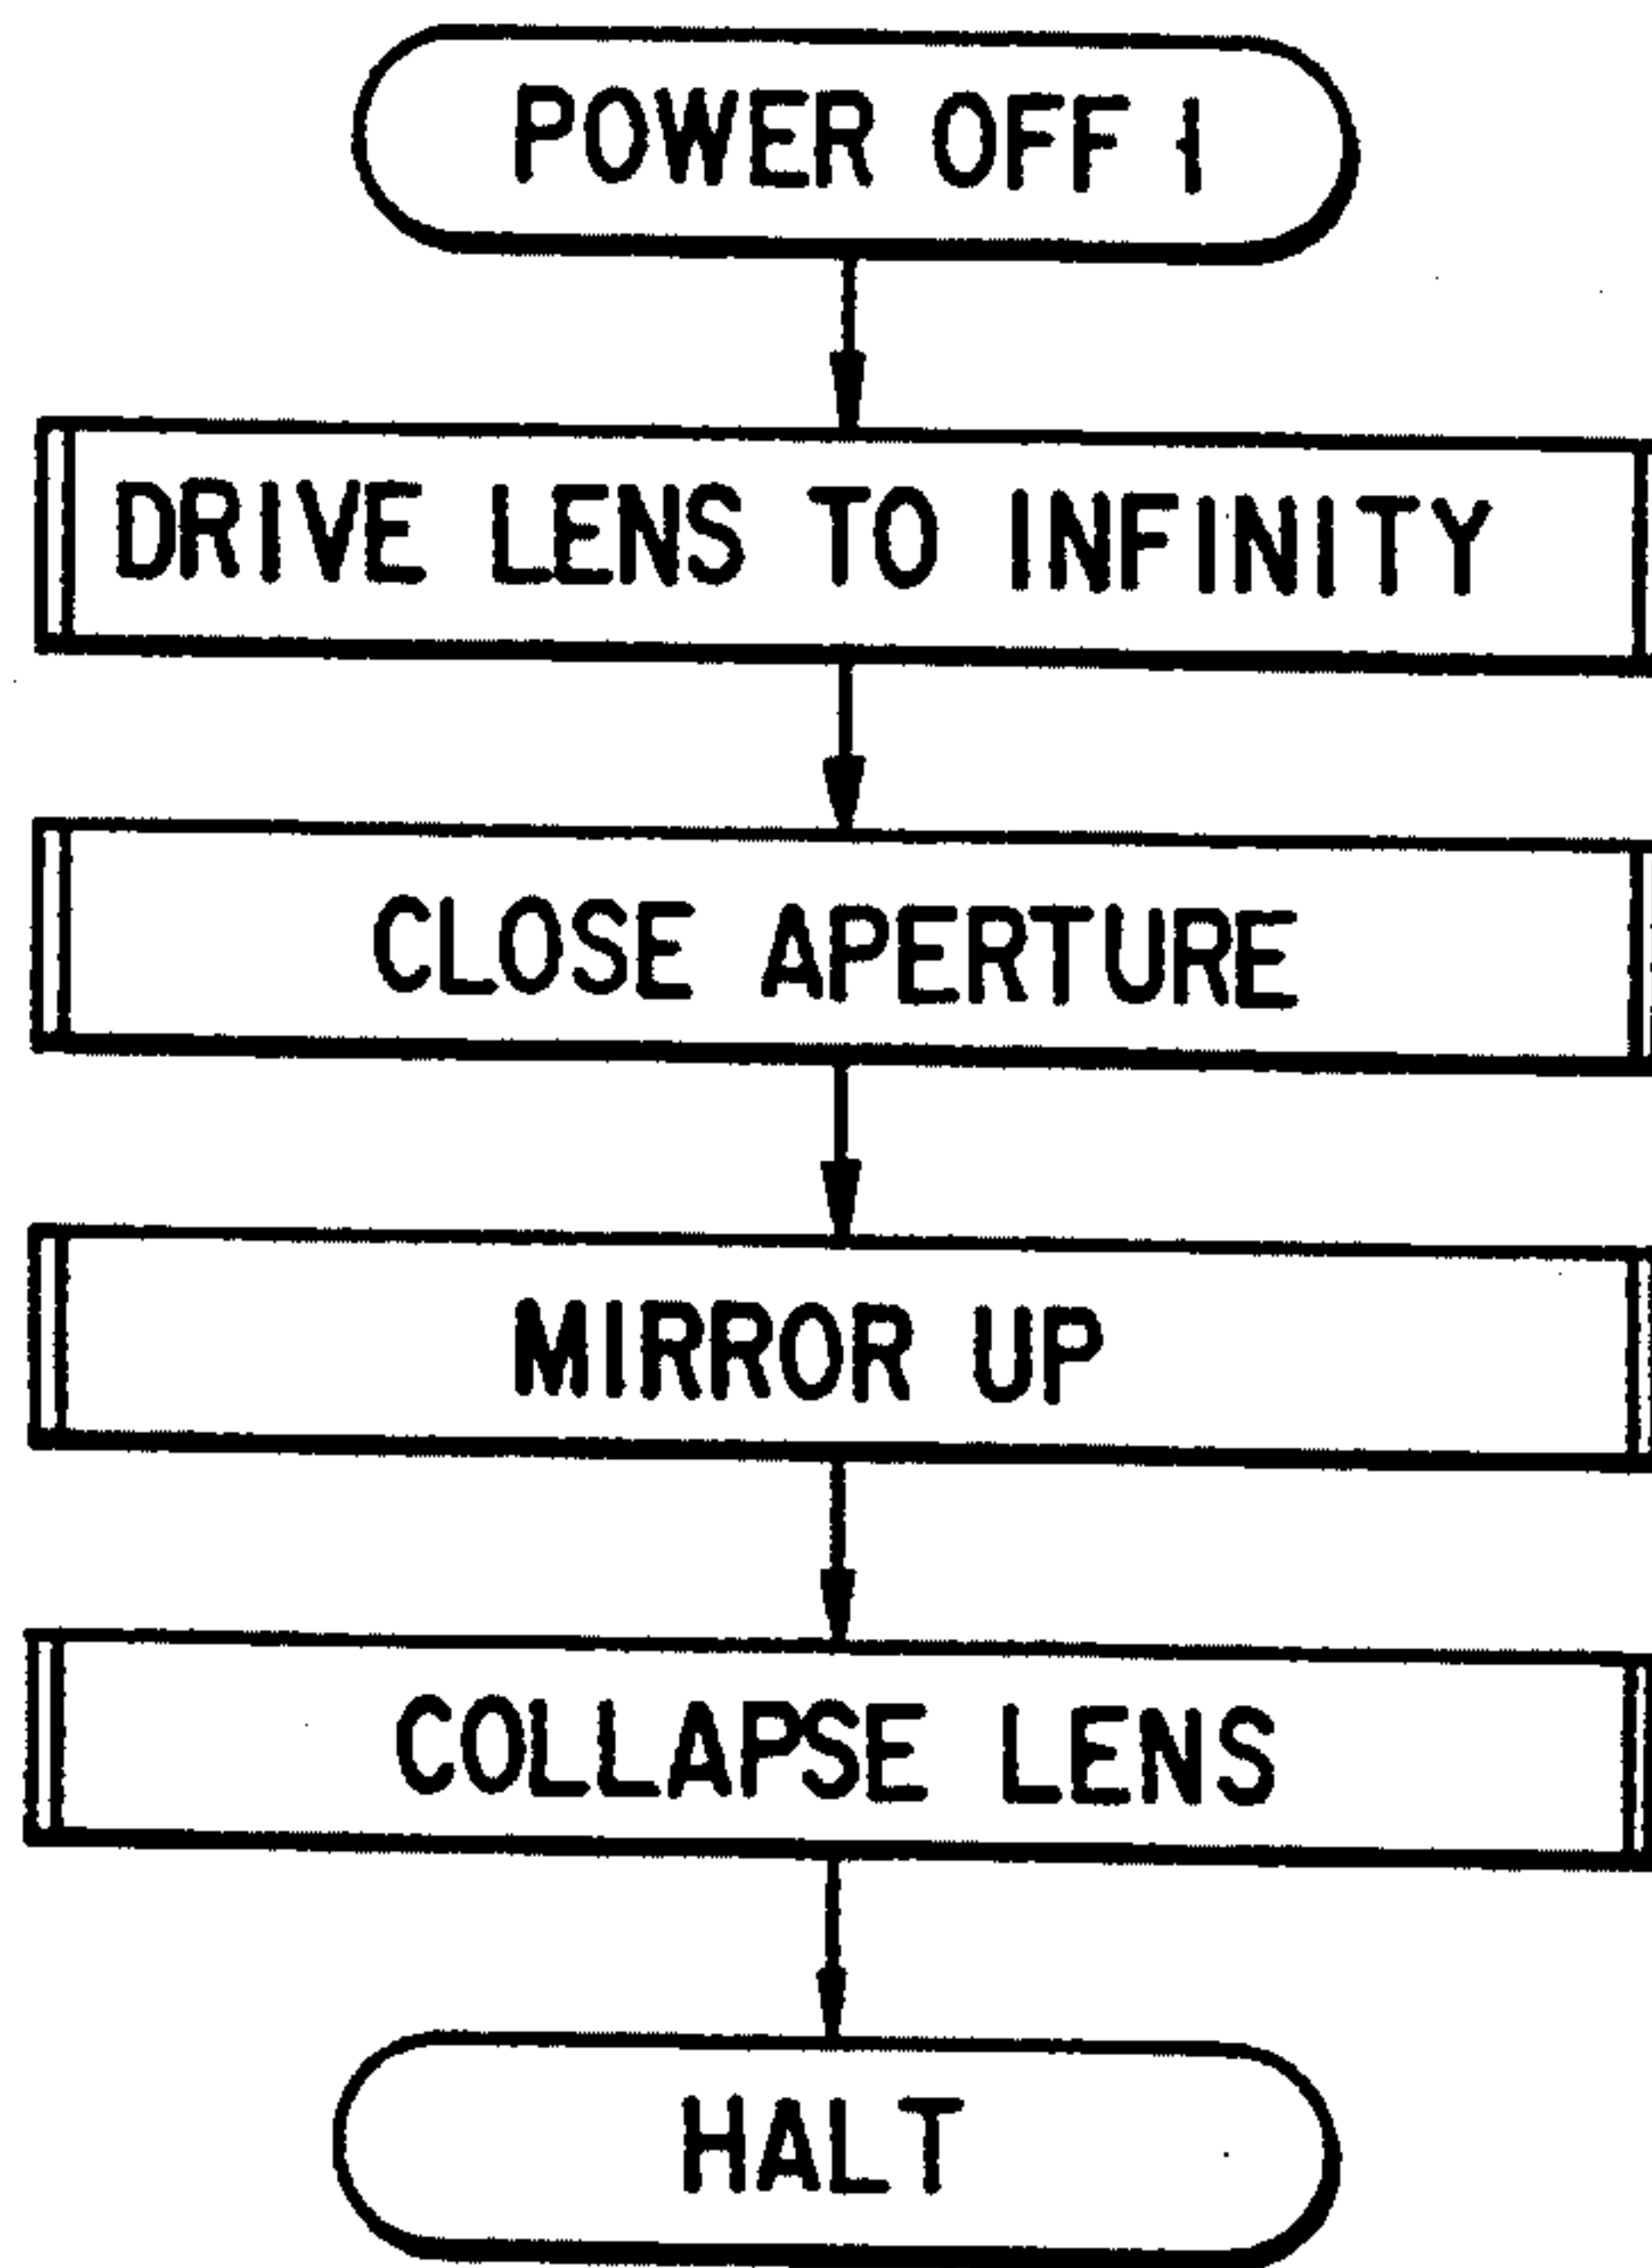 POWER OFF 1
DRIVE LENS TO INFINITY
CLOSE APERTURE
MIRROR UP
COLLAPSE LENS
HALT